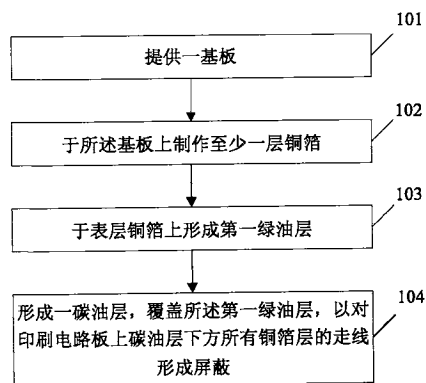 101
提供一基板
102
于所述基板上制作至少一层铜箔
103
于表层铜箔上形成第一绿油层
104
形成一碳油层，覆盖所述第一绿油层，以对
印刷电路板上碳油层下方所有铜箔层的走线
形成屏蔽